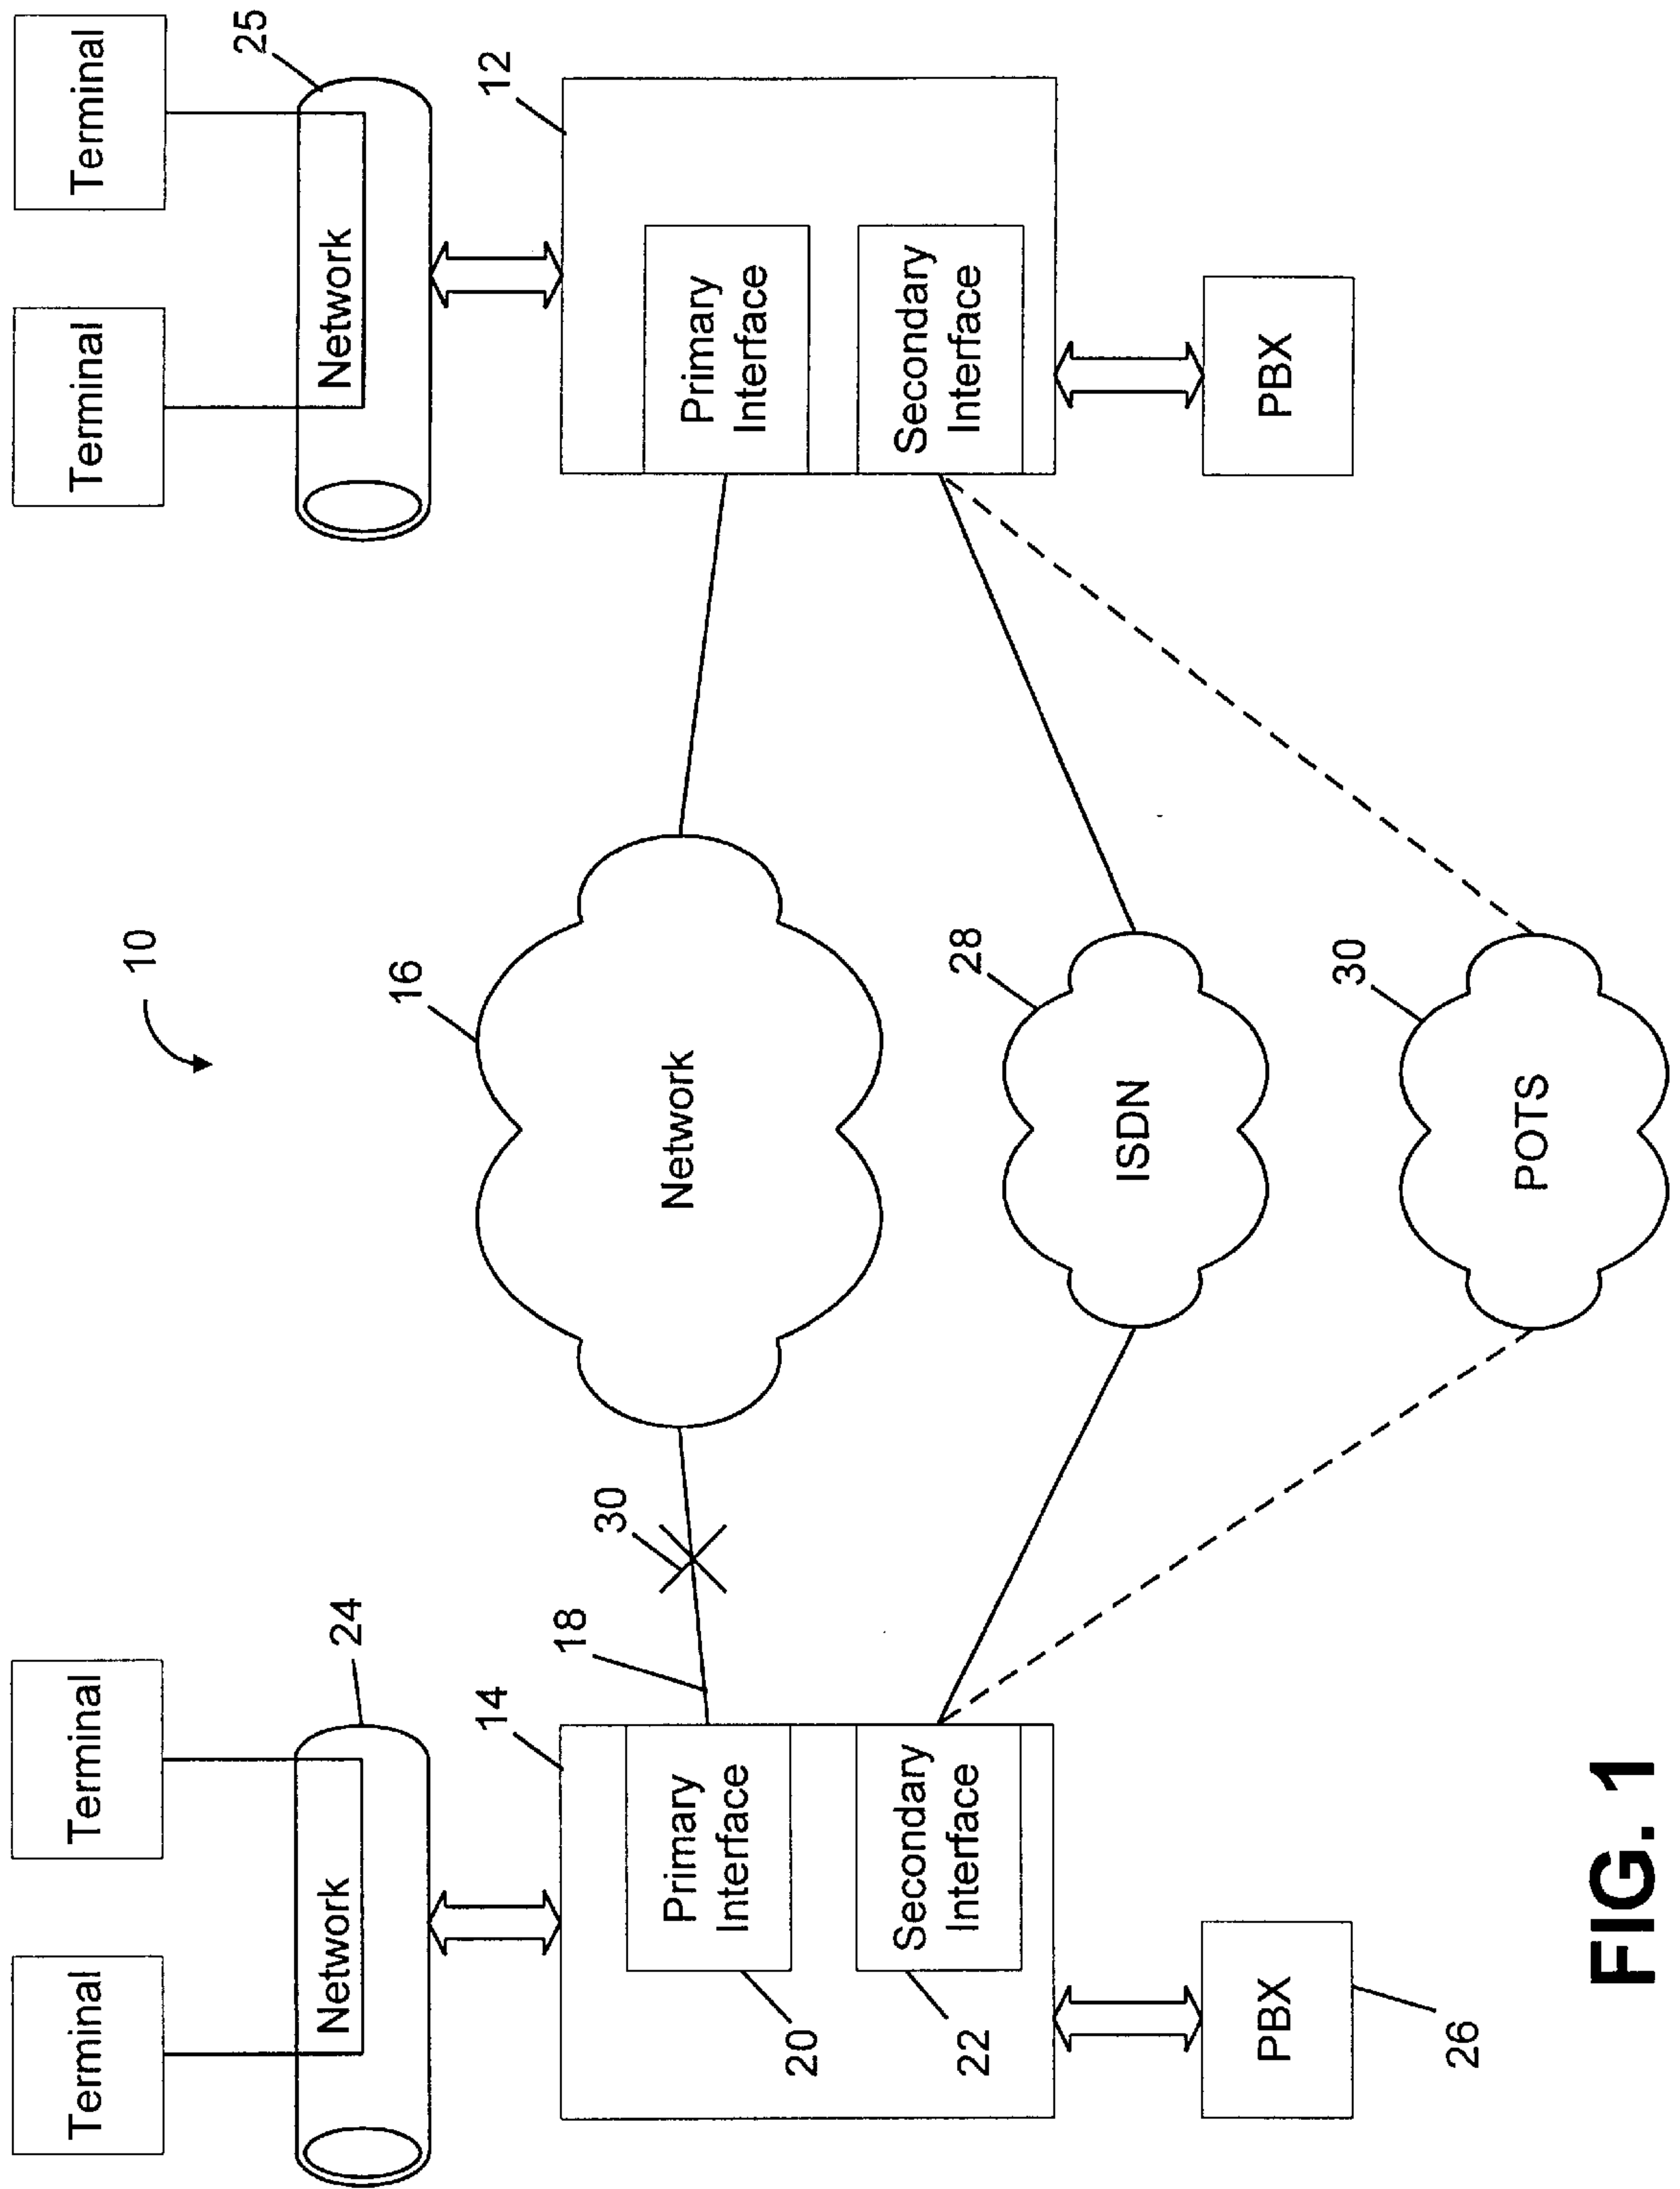 Terminal
Terminal
Terminal
Terminal
10
25
Network
24
Network
16
14
12
18
30
Primary
Interface
Network
Primary
Interface
20
Secondary
Interface
Secondary
Interface
22
28
ISDN
PBX
PBX
30
26
POTS
FIG. 1